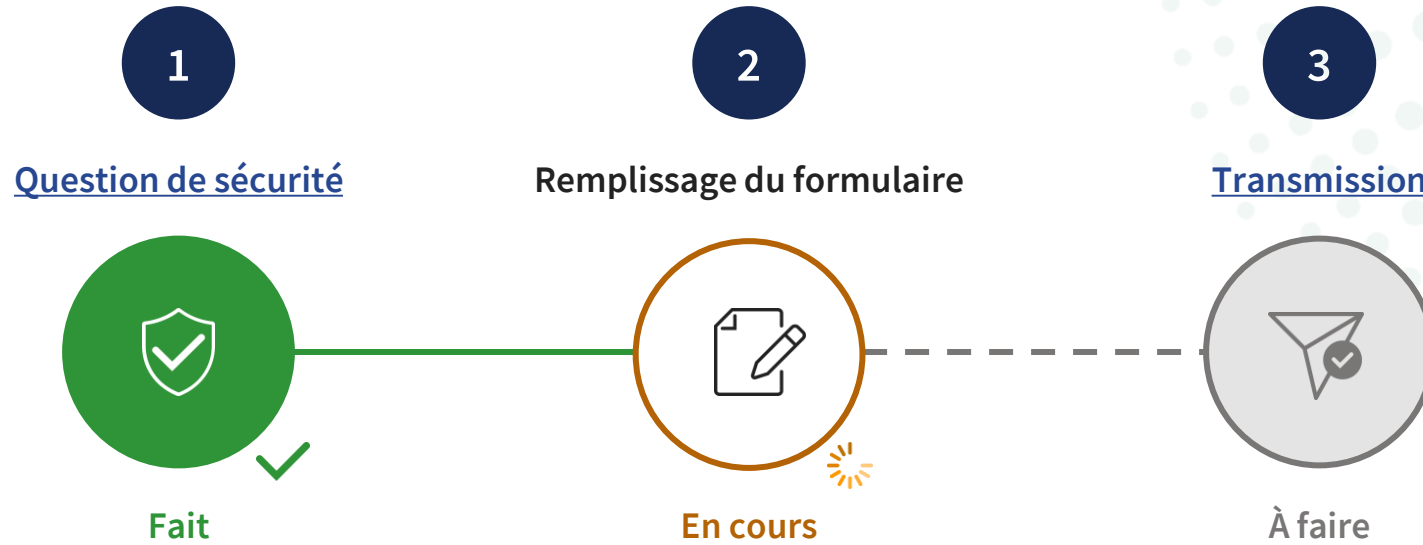 1
2
3
Question de sécurité
Remplissage du formulaire
Transmission
Fait
En cours
À faire